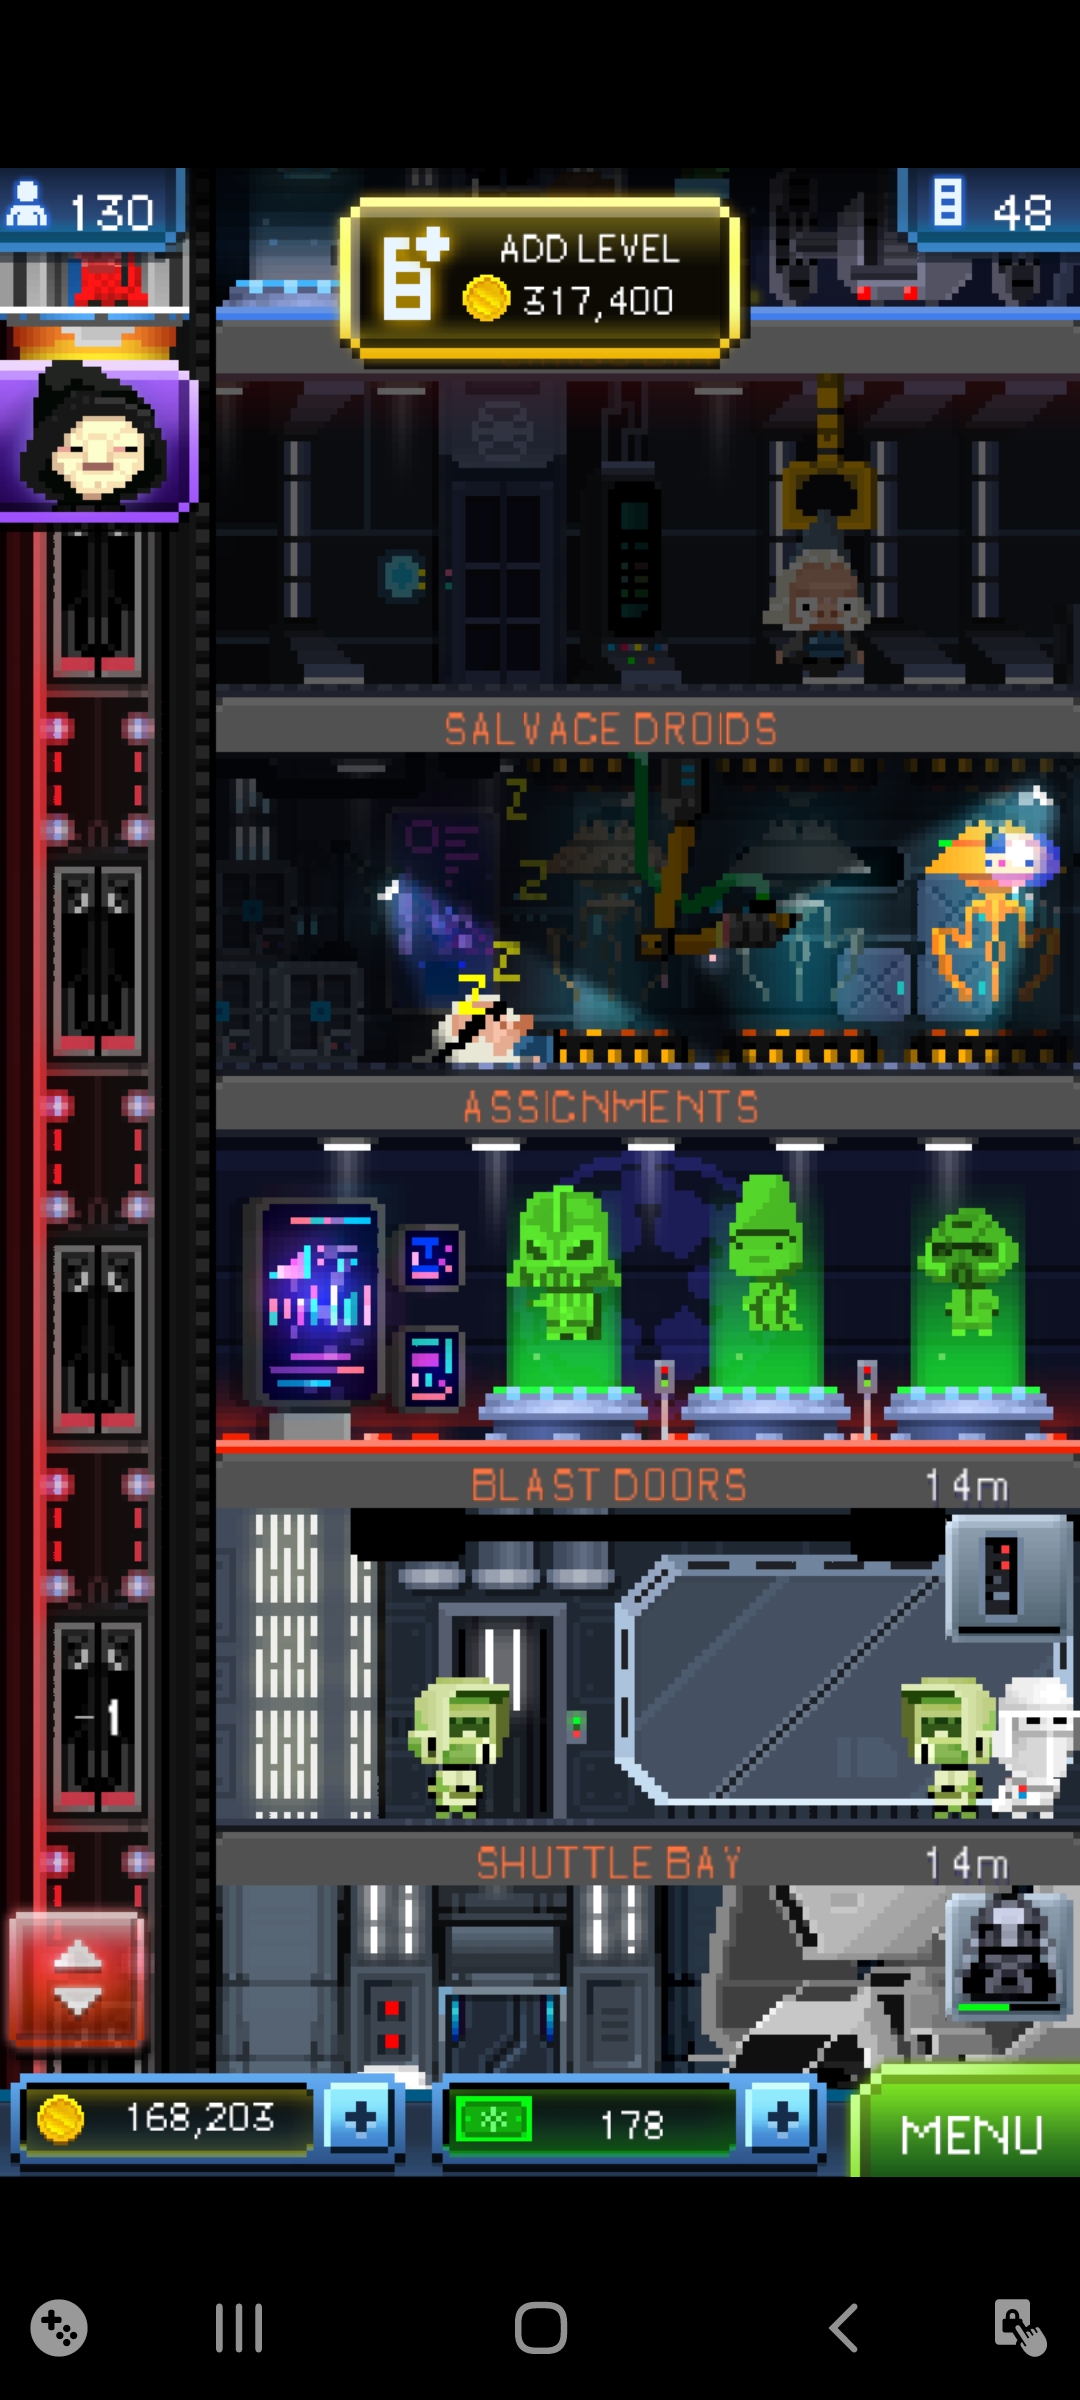 130
48
ADD LEVEL
317,400
SALVAGE DROIDS
Z
Z
Z
Z
ASSIGNMENTS
BLAST DOORS 14m
-1
SHUTTLE BAY 14m
168,203
178
MENU